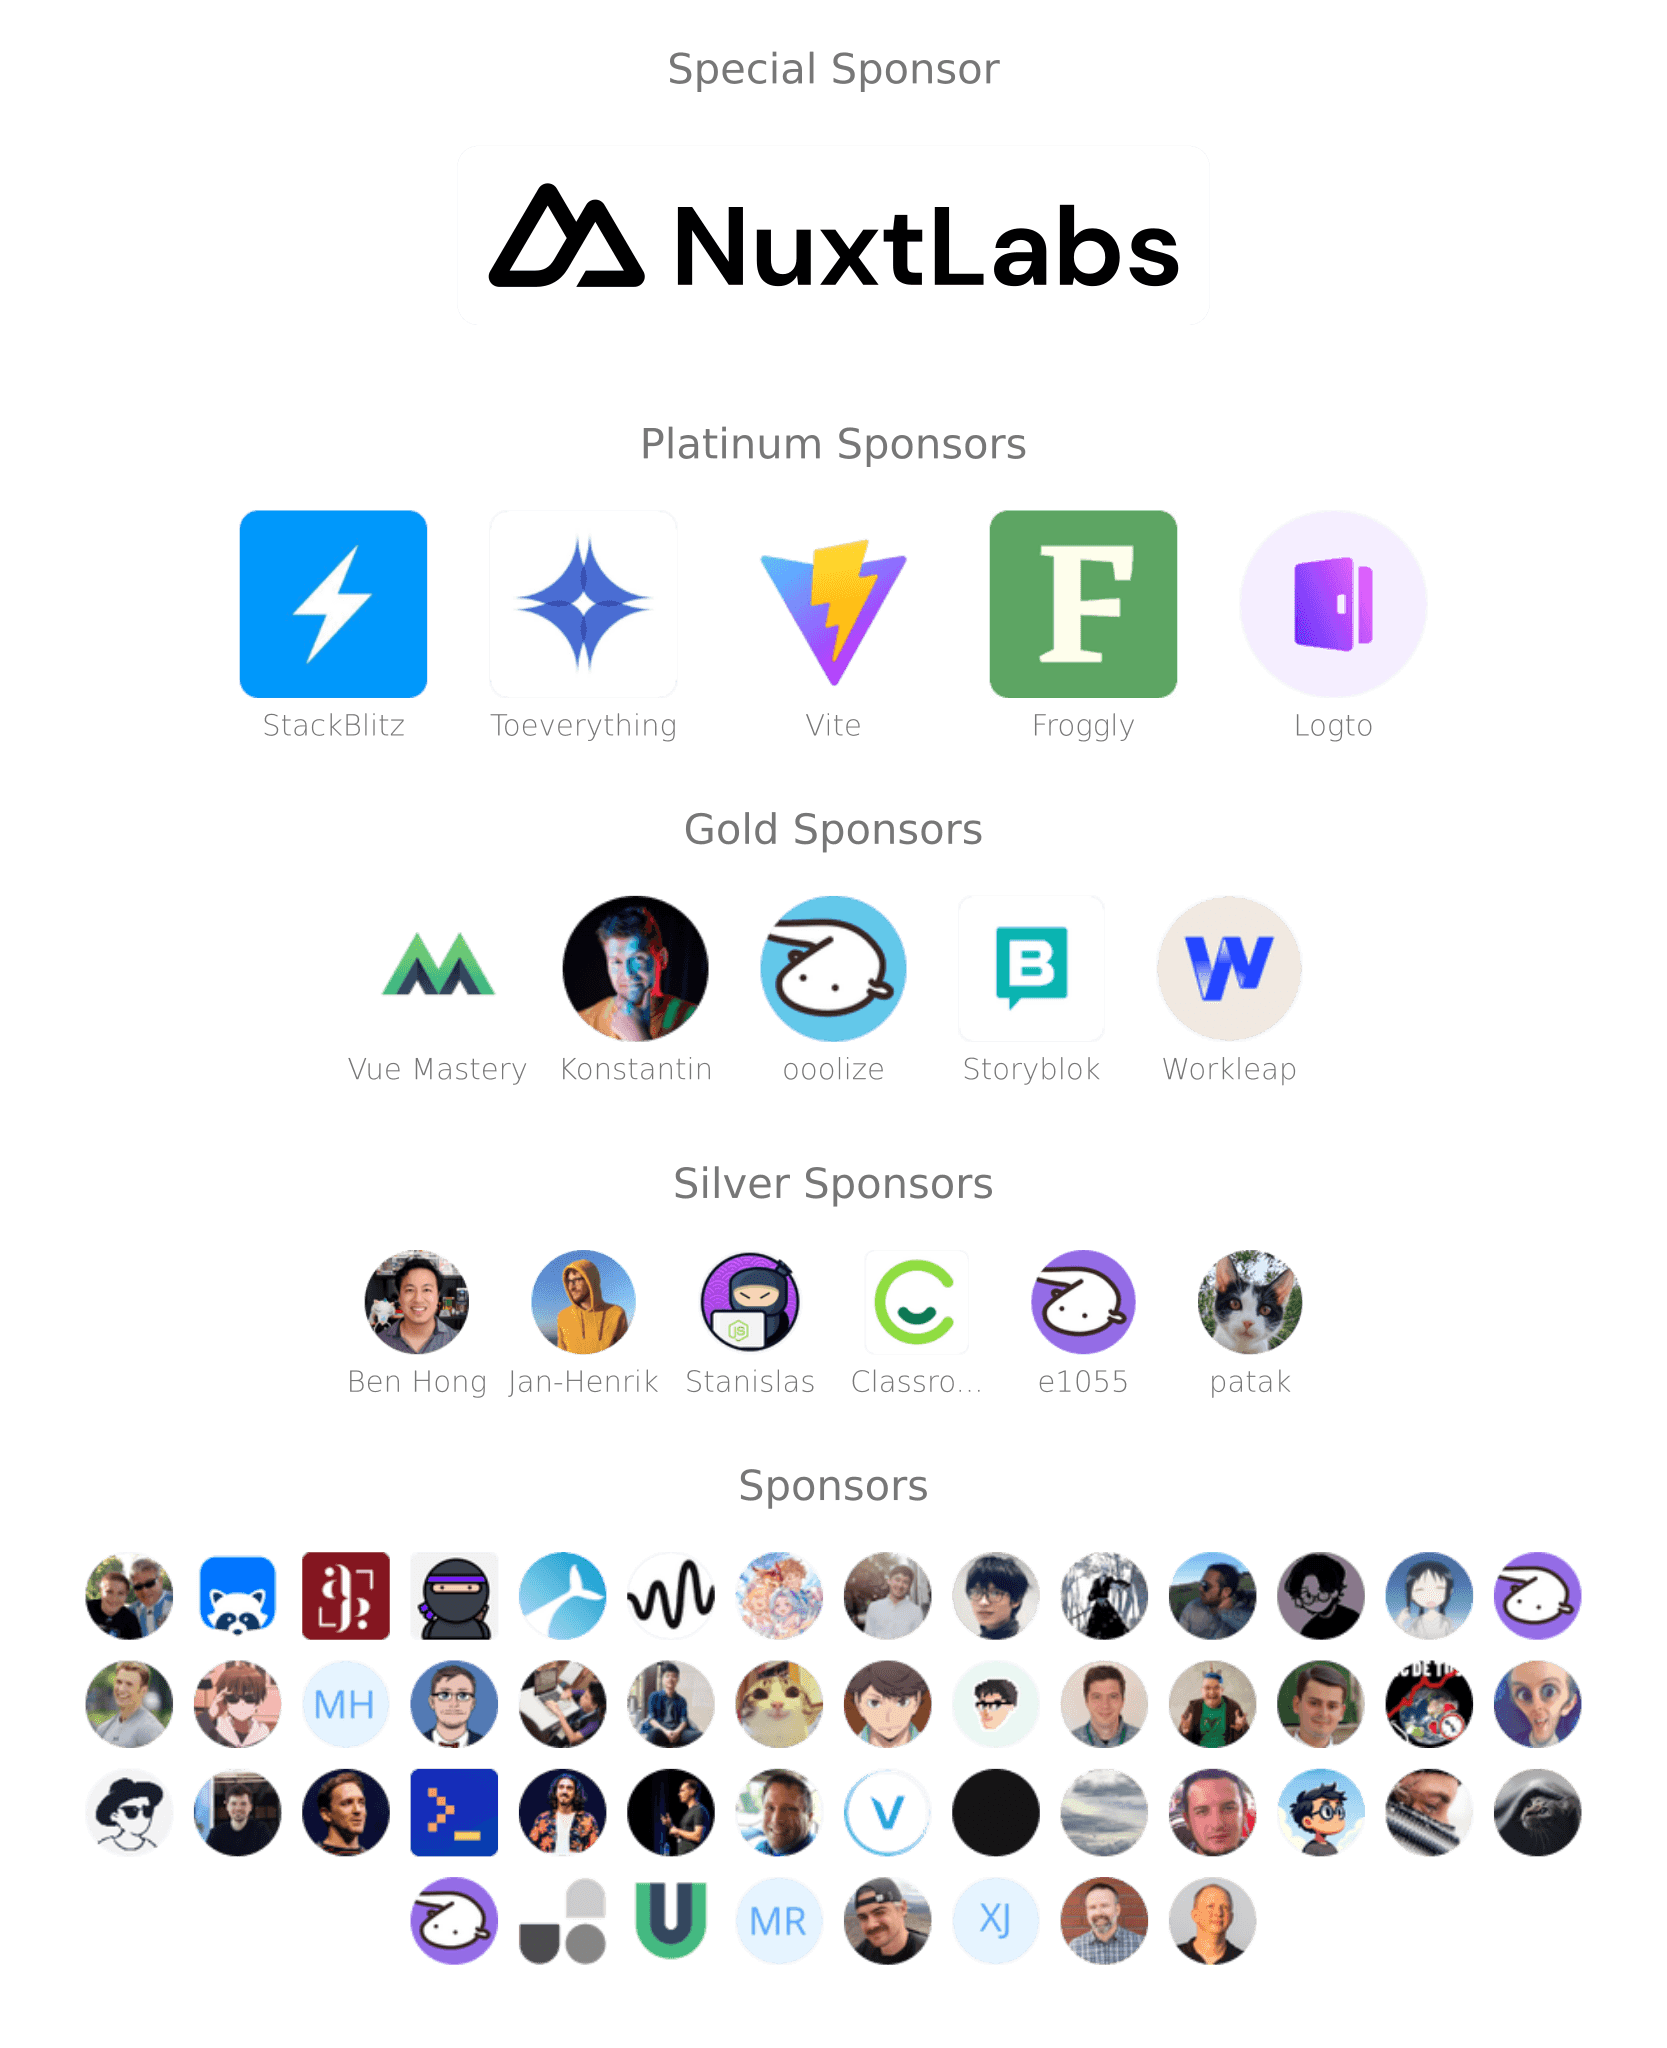 Special Sponsor
NuxtLabs
Platinum Sponsors
F
StackBlitz Toeverything Vite Froggly Logto
Gold Sponsors
B W
Vue Mastery Konstantin ooolize Storyblok Workleap
Silver Sponsors
JS
Ben Hong Jan-Henrik Stanislas Classro... e1055 patak
Sponsors
MH
V
U MR XJ